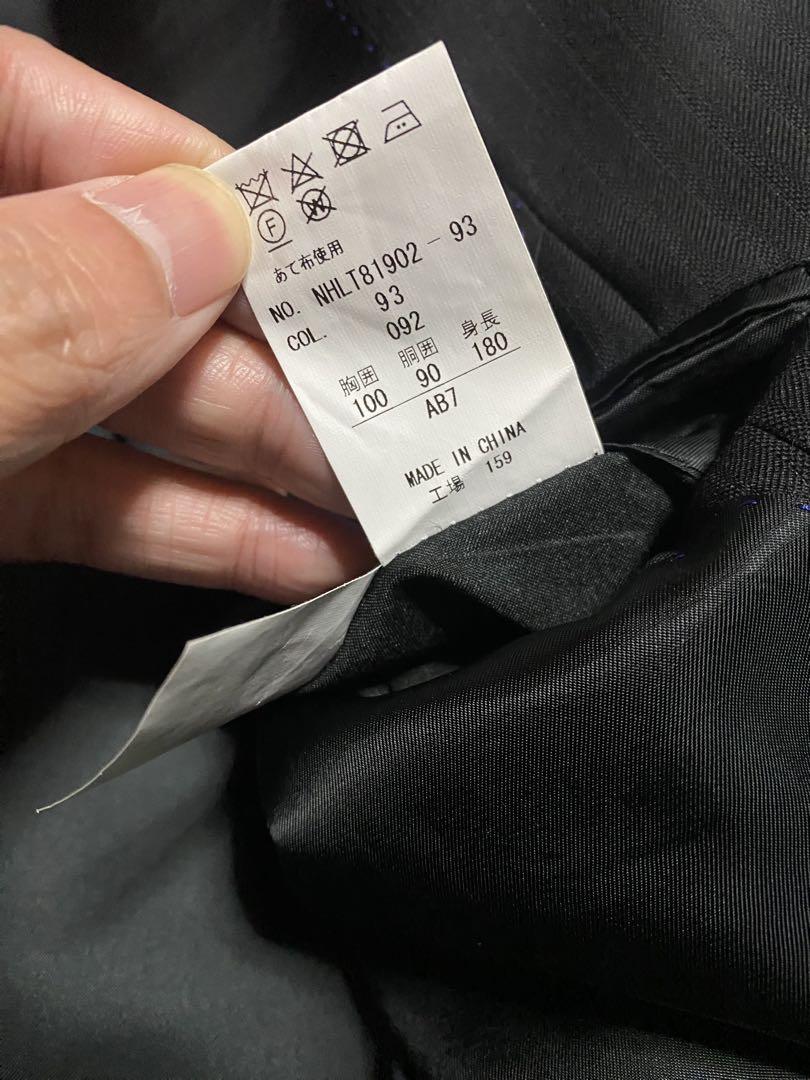 F W
あて布使用
NO. NHLT81902-93
93
COL. 092
胸囲 胴囲 身長
100 90 180
AB7
MADE IN CHINA
工場 159